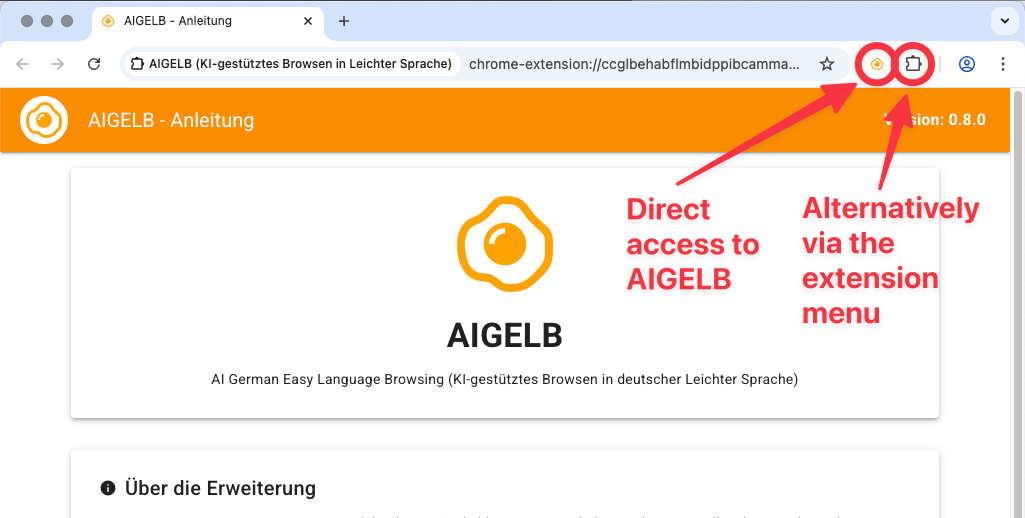 AIGELB - Anleitung
AIGELB (KI-gestütztes Browsen in Leichter Sprache)
chrome-extension://ccglbehabflmbidppibcamma...
AIGELB - Anleitung
Version: 0.8.0
Direct
access to
AIGELB
Alternatively
via the
extension
menu
AIGELB
AI German Easy Language Browsing (KI-gestütztes Browsen in deutscher Leichter Sprache)
Über die Erweiterung